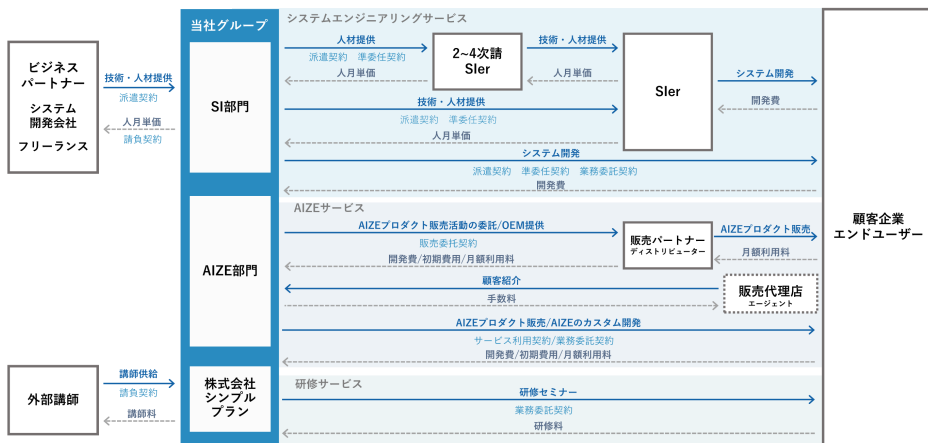 当社グループ
システムエンジニアリングサービス
ビジネス
パートナー
システム
開発会社
フリーランス
技術・人材提供
派遣契約
人月単価
請負契約
SI部門
人材提供
派遣契約 準委任契約
人月単価
2~4次請
SIer
技術・人材提供
人月単価
SIer
システム開発
開発費
技術・人材提供
派遣契約 準委任契約
人月単価
システム開発
派遣契約 準委任契約 業務委託契約
開発費
顧客企業
エンドユーザー
AIZEサービス
AIZE部門
AIZEプロダクト販売活動の委託/OEM提供
販売委託契約
開発費/初期費用/月額利用料
販売パートナー
ディストリビューター
AIZEプロダクト販売
月額利用料
顧客紹介
手数料
販売代理店
エージェント
AIZEプロダクト販売/AIZEのカスタム開発
サービス利用契約/業務委託契約
開発費/初期費用/月額利用料
研修サービス
外部講師
講師供給
請負契約
講師料
株式会社
シンプル
プラン
研修セミナー
業務委託契約
研修料